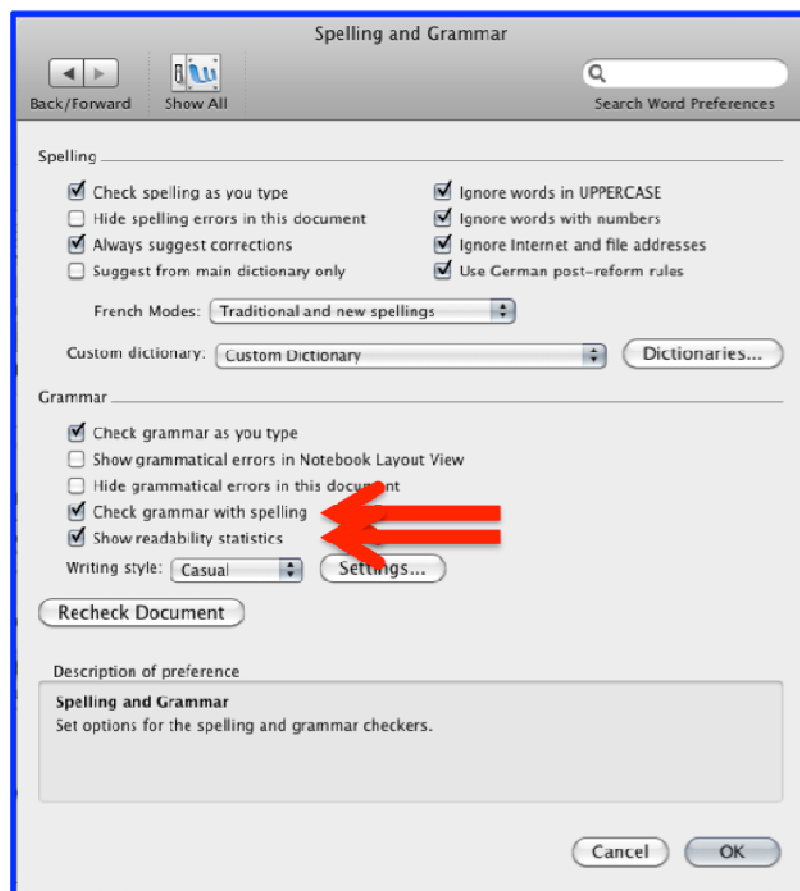 Spelling and Grammar
Back/Forward
Show All
Search Word Preferences
Spelling
Check spelling as you type
Ignore words in UPPERCASE
Hide spelling errors in this document
Ignore words with numbers
Always suggest corrections
Ignore Internet and file addresses
Suggest from main dictionary only
Use German post-reform rules
French Modes: Traditional and new spellings
Custom dictionary: Custom Dictionary Dictionaries...
Grammar
Check grammar as you type
Show grammatical errors in Notebook Layout View
Hide grammatical errors in this document
Check grammar with spelling
Show readability statistics
Writing style: Casual Settings...
Recheck Document
Description of preference
Spelling and Grammar
Set options for the spelling and grammar checkers.
Cancel OK